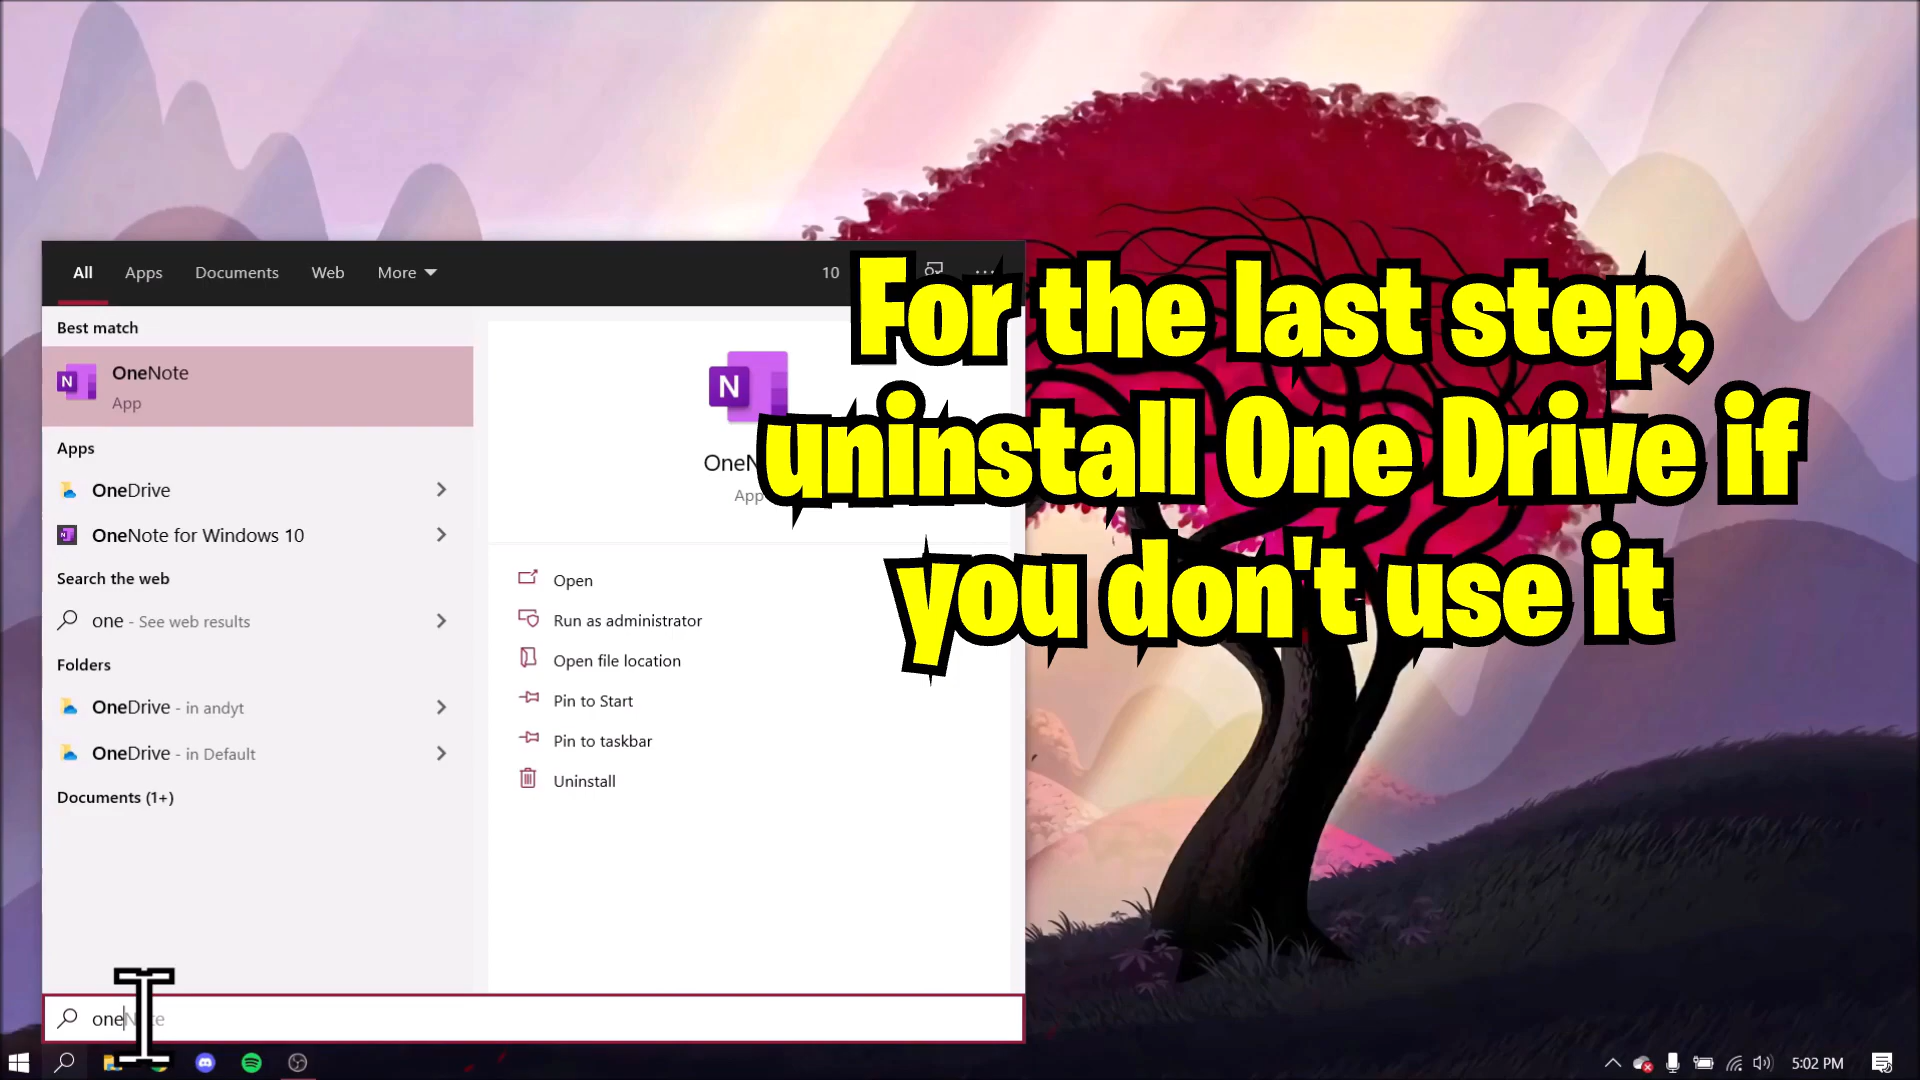 All Apps Documents Web More 10 ...
Best match
OneNote
App
Apps
OneDrive
OneNote for Windows 10
Search the web
one - See web results
Folders
OneDrive - in andyt
OneDrive - in Default
Documents (1+)
N
App
Open
Run as administrator
Open file location
Pin to Start
Pin to taskbar
Uninstall
For the last step,
uninstall One Drive if
you don't use it
one
5:02 PM